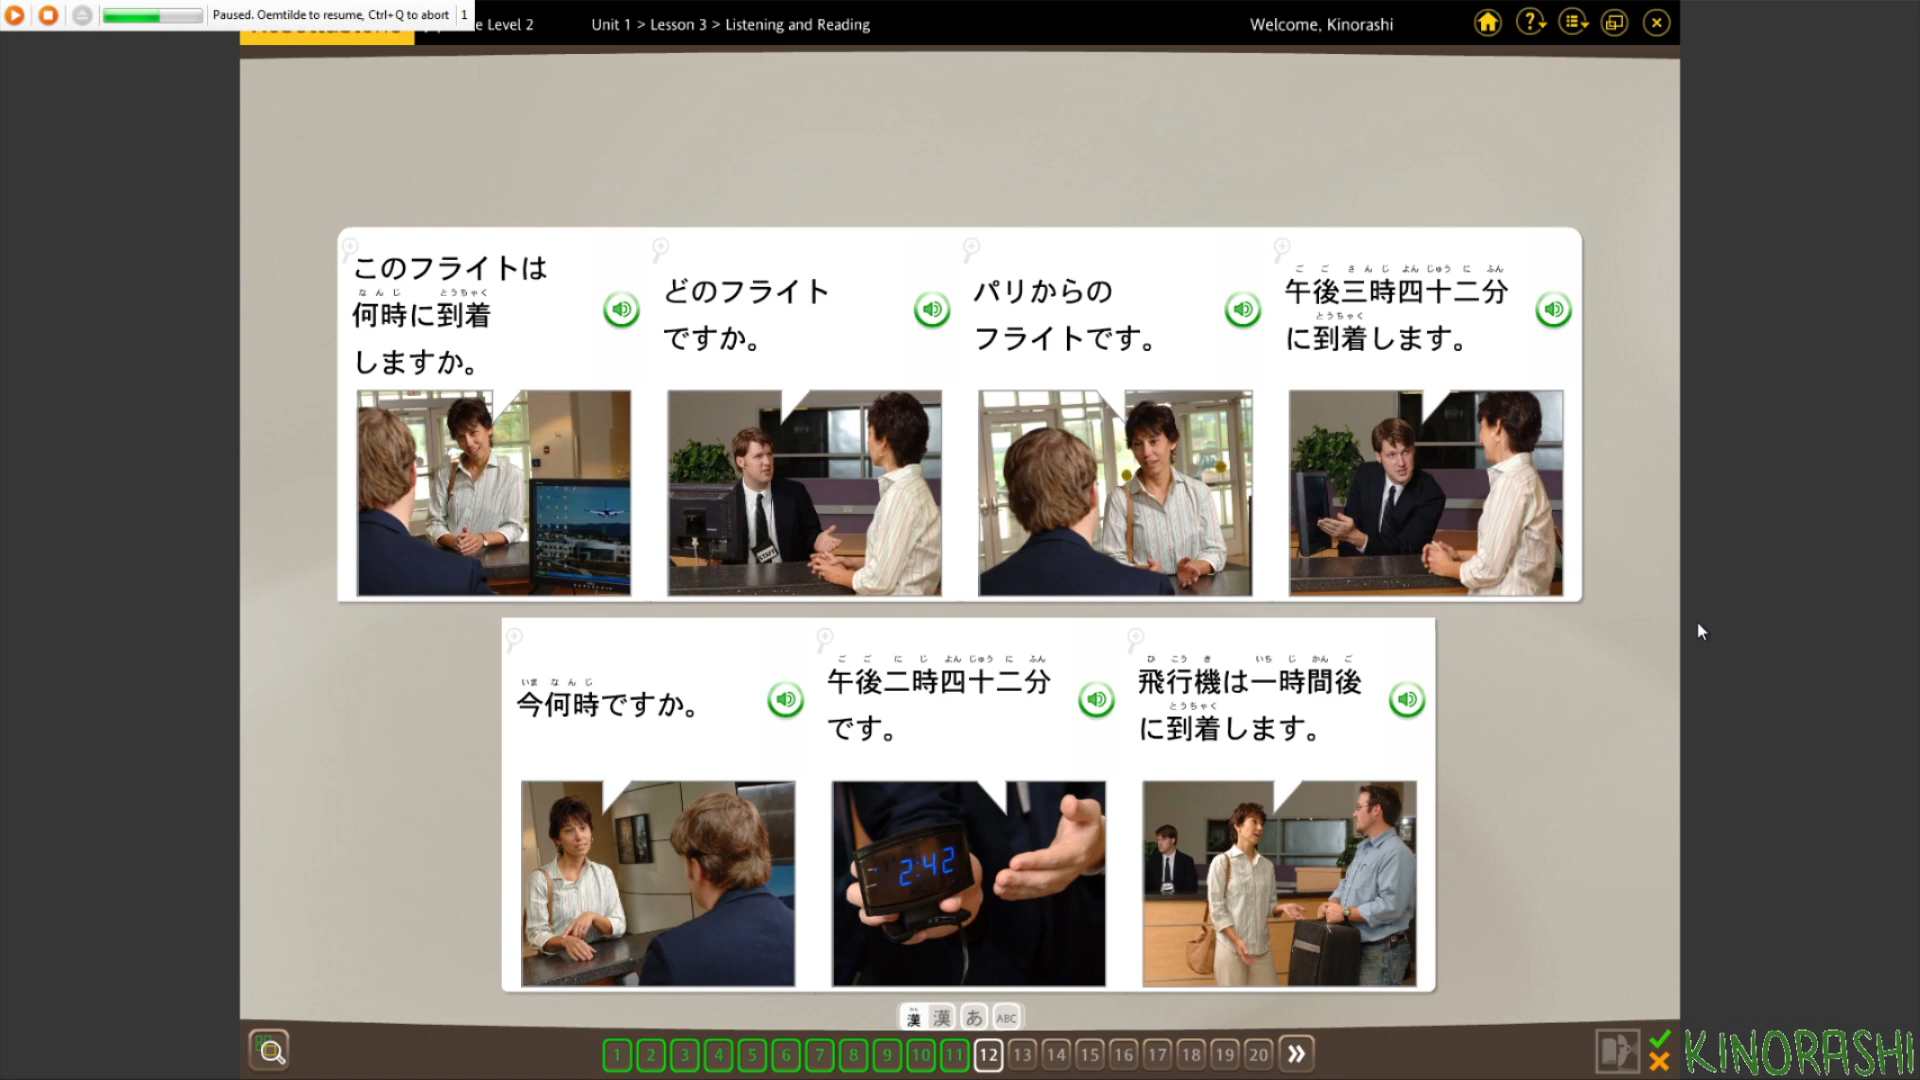 Paused. Oemtilde to resume, Ctrl+Q to abort
1
e Level 2
Unit 1 > Lesson 3 > Listening and Reading
Welcome, Kinorashi
このフライトは
なんじ とうちゃく
何時に到着
しますか。
どのフライト
ですか。
パリからの
フライトです。
ごご さんじ よんじゅう に ふん
午後三時四十二分
とうちゃく
に到着します。
いま なんじ
今何時ですか。
ごご にじ よんじゅう に ふん
午後二時四十二分
です。
ひ こう き いち じ かん ご
飛行機は一時間後
とうちゃく
に到着します。
STAFF
2:42
漢 漢 あ ABC
1 2 3 4 5 6 7 8 9 10 11 12 13 14 15 16 17 18 19 20
KINORASHI